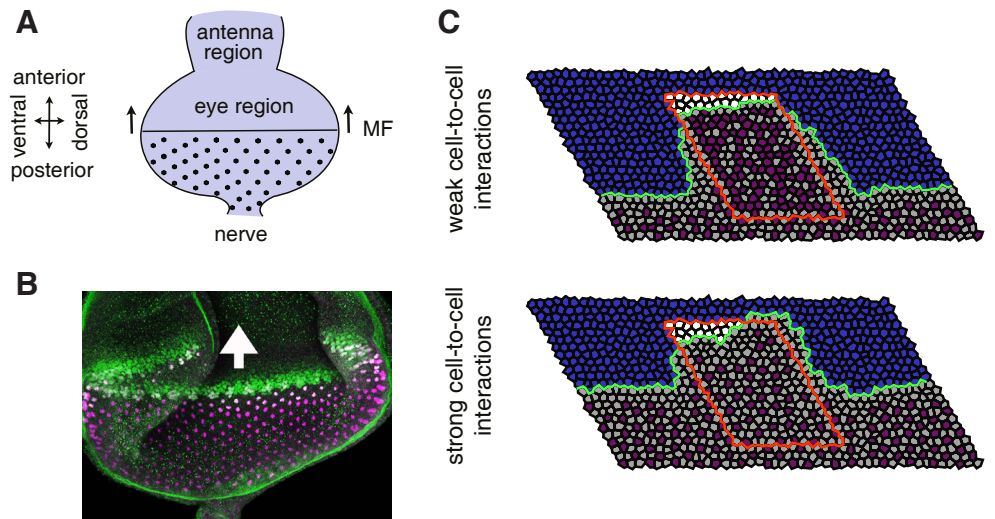 A
antenna
region
anterior
ventral
dorsal
posterior
eye region
MF
nerve
B
C
weak cell-to-cell
interactions
strong cell-to-cell
interactions